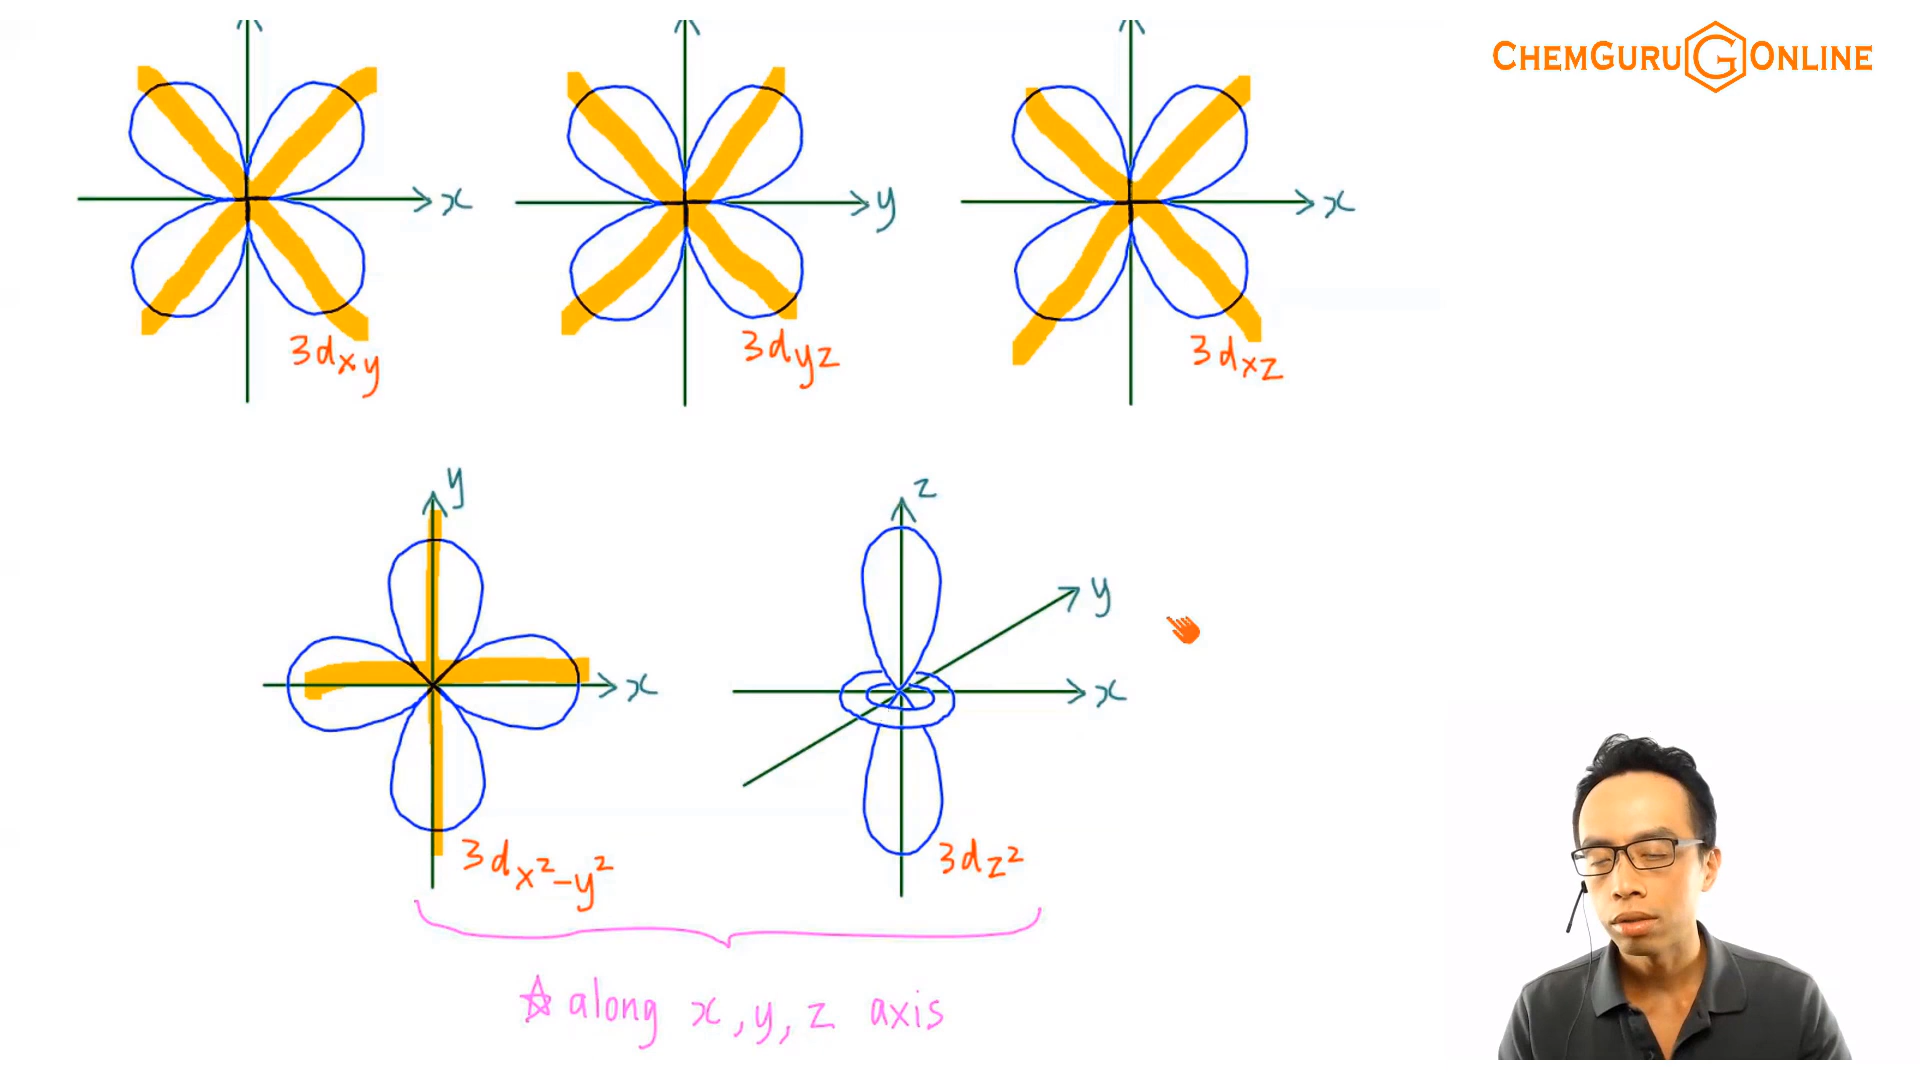 CHEMGURU G ONLINE
x
y
x
3dxy
3dyz
3dxz
y
z
y
x
x
3dx²-y²
3dz²
☆ along x, y, z axis